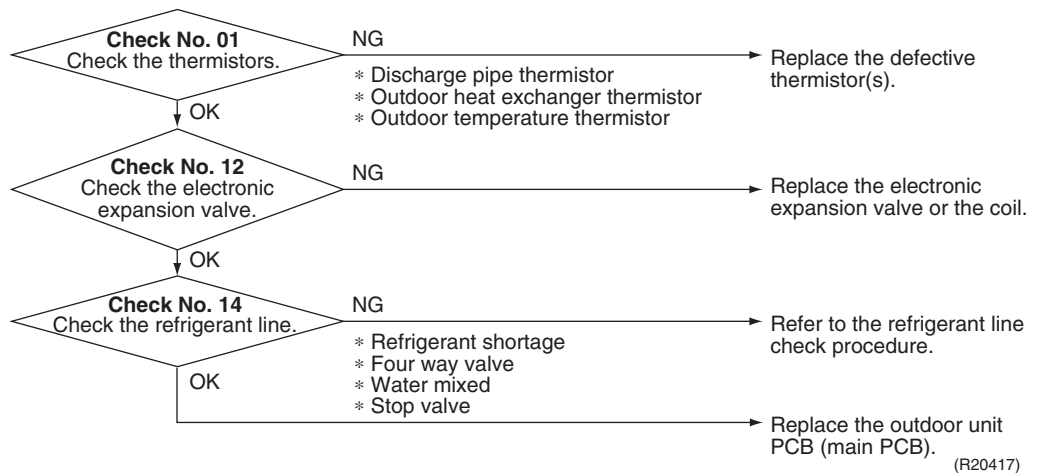 Check No. 01
Check the thermistors.
NG
∗ Discharge pipe thermistor
∗ Outdoor heat exchanger thermistor
∗ Outdoor temperature thermistor
Replace the defective
thermistor(s).
OK
Check No. 12
Check the electronic
expansion valve.
NG
Replace the electronic
expansion valve or the coil.
OK
Check No. 14
Check the refrigerant line.
NG
∗ Refrigerant shortage
∗ Four way valve
∗ Water mixed
∗ Stop valve
Refer to the refrigerant line
check procedure.
OK
Replace the outdoor unit
PCB (main PCB).
(R20417)